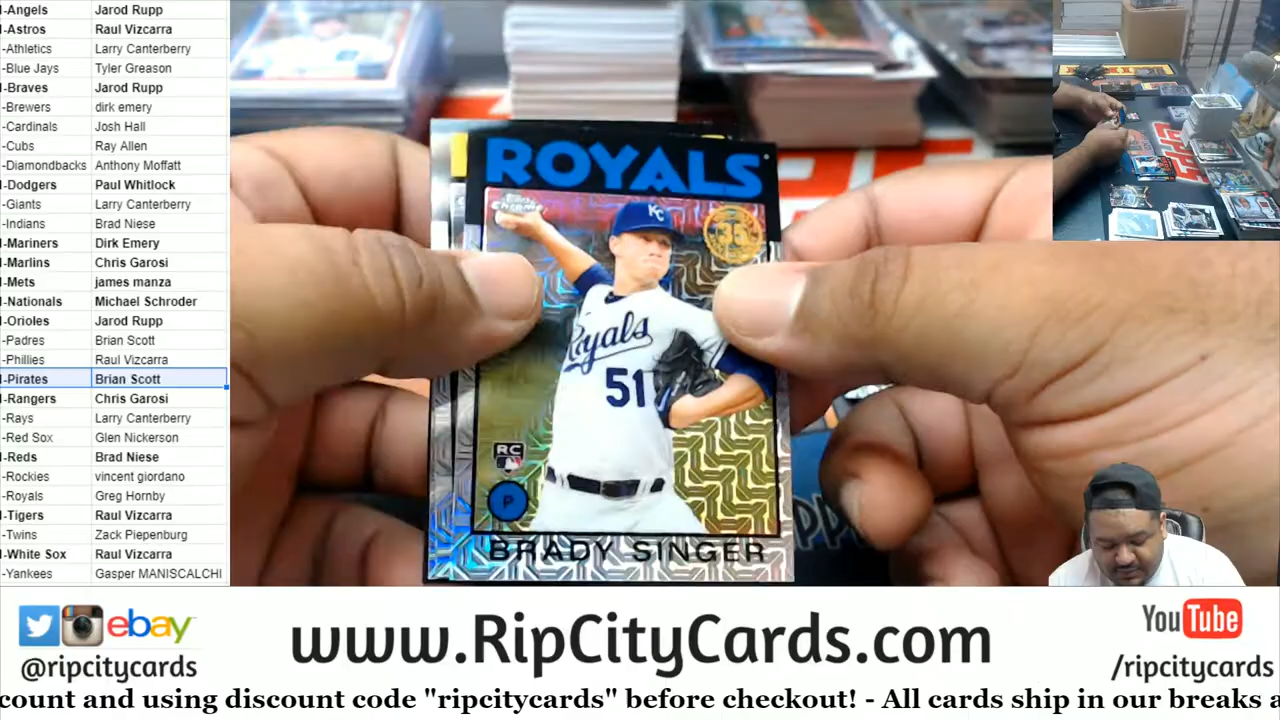 -Angels Jarod Rupp
-Astros Raul Vizcarra
-Athletics Larry Canterberry
-Blue Jays Tyler Greason
-Braves Jarod Rupp
-Brewers dirk emery
-Cardinals Josh Hall
-Cubs Ray Allen
-Diamondbacks Anthony Moffatt
-Dodgers Paul Whitlock
-Giants Larry Canterberry
-Indians Brad Niese
-Mariners Dirk Emery
-Marlins Chris Garosi
-Mets james manza
-Nationals Michael Schroder
-Orioles Jarod Rupp
-Padres Brian Scott
-Phillies Raul Vizcarra
-Pirates Brian Scott
-Rangers Chris Garosi
-Rays Larry Canterberry
-Red Sox Glen Nickerson
-Reds Brad Niese
-Rockies vincent giordano
-Royals Greg Hornby
-Tigers Raul Vizcarra
-Twins Zack Piepenburg
-White Sox Raul Vizcarra
-Yankees Gasper MANISCALCHI
ROYALS
Topps Chrome
35
KC
Royals
51
RC
P
BRADY SINGER
ebay
@ripcitycards
www.RipCityCards.com
YouTube
/ripcitycards
count and using discount code "ripcitycards" before checkout! - All cards ship in our breaks